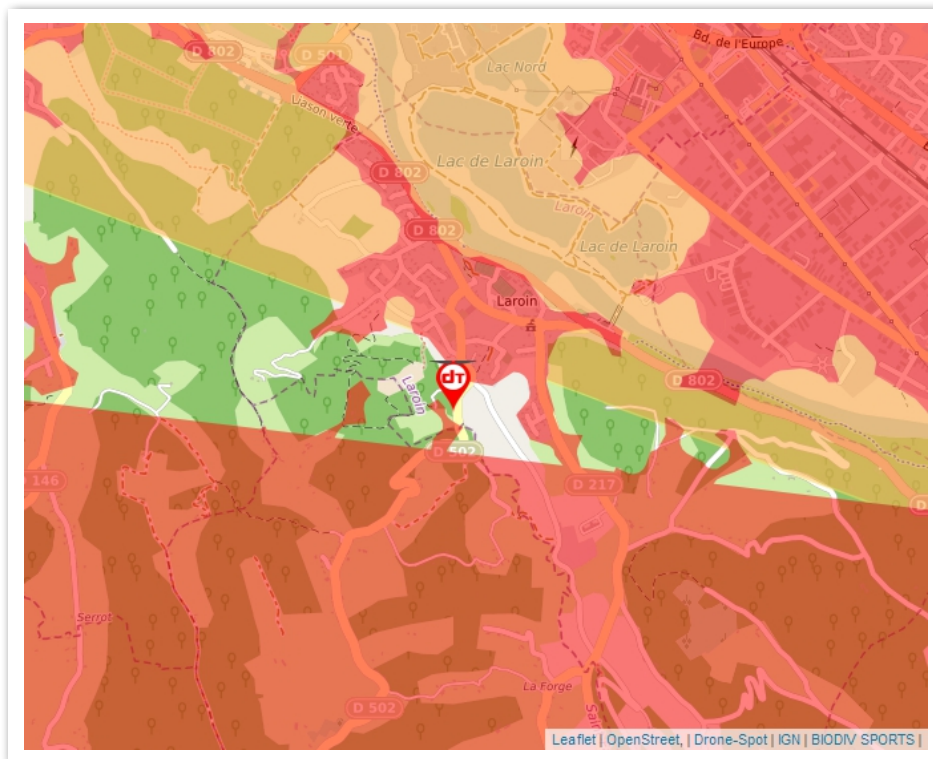 Bd. de l'Europe
D 802
D 501
Lac Nord
Liason verte
Lac de Laroin
D 802
Laroin
D 802
Lac de Laroin
Laroin
dT
D 802
Laroin
D 502
146
D 217
Serrot
La Forge
D 502
Leaflet | OpenStreet, | Drone-Spot | IGN | BIODIV SPORTS |